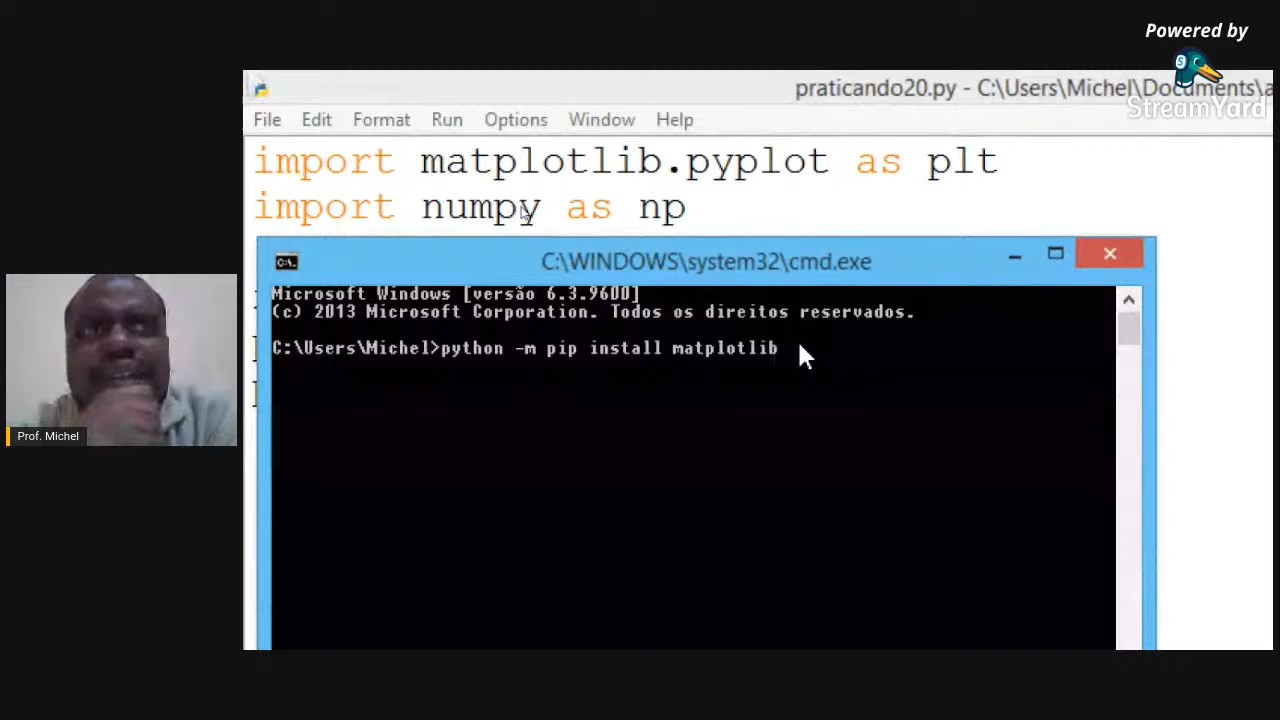 Powered by
StreamYard
praticando20.py - C:\Users\Michel\Documents\a
File Edit Format Run Options Window Help
import matplotlib.pyplot as plt
import numpy as np
C:\WINDOWS\system32\cmd.exe
Microsoft Windows [versão 6.3.9600]
(c) 2013 Microsoft Corporation. Todos os direitos reservados.
C:\Users\Michel>python -m pip install matplotlib
Prof. Michel